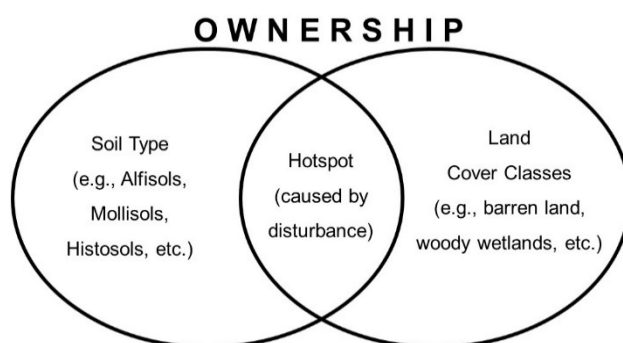 OWNERSHIP
Soil Type
(e.g., Alfisols,
Mollisols,
Histosols, etc.)
Hotspot
(caused by
disturbance)
Land
Cover Classes
(e.g., barren land,
woody wetlands, etc.)